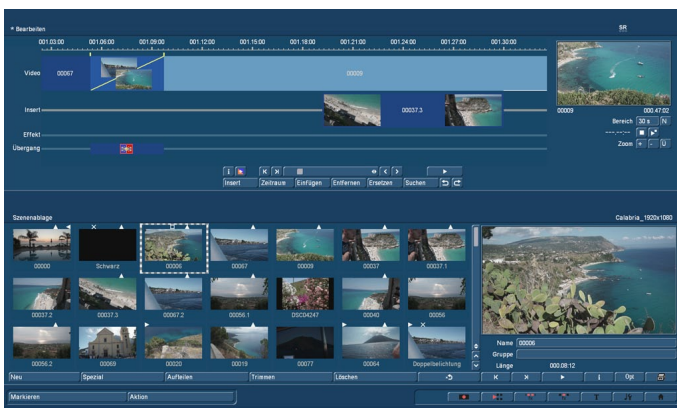 * Bearbeiten
SR
001.03:00 001.06:00 001.09:00 001.12:00 001.15:00 001.18:00 001.21:00 001.24:00 001.27:00 001.30:00
Video 00067 00009
Insert 00037.3
00009 000.47:02
Bereich 30 s N
---.--:--
Effekt
Zoom + - U
Übergang
i
Insert Zeitraum Einfügen Entfernen Ersetzen Suchen
Szenenablage Calabria_1920x1080
00000 Schwarz 00006 00067 00009 00037 00037.1
00037.2 00037.3 00067.2 00056.1 DSC04247 00040 00056
00056.2 00069 00020 00019 00077 00064 Doppelbelichtung
Name 00006
Gruppe
Länge 000.08:12
Neu Spezial Aufteilen Trimmen Löschen
i Opt
Markieren Aktion
T